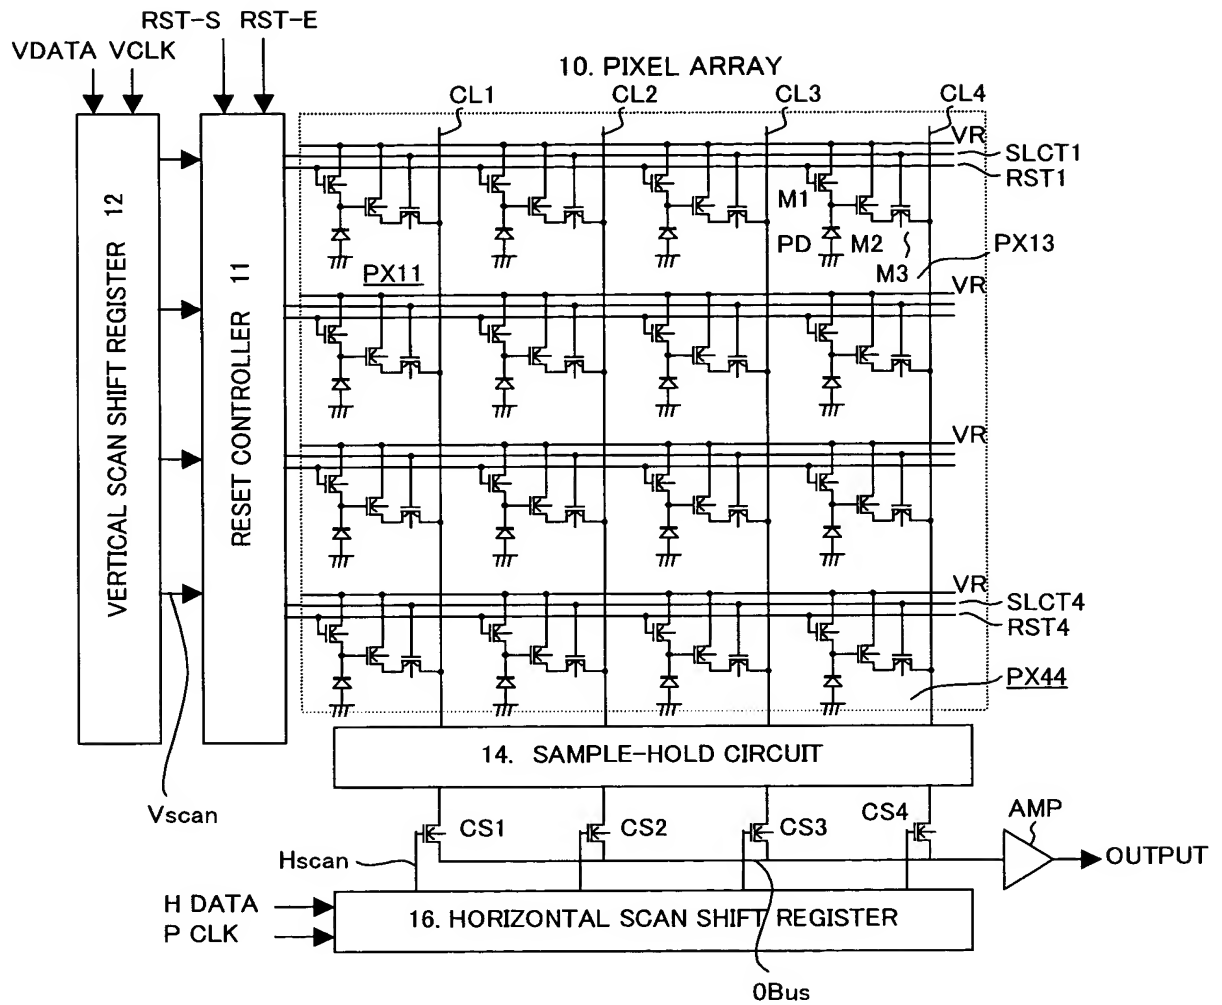 RST-S RST-E
VDATA VCLK
10. PIXEL ARRAY
CL1 CL2 CL3 CL4
VR
SLCT1
RST1
M1
PD M2
M3
PX13
PX11
VR
VERTICAL SCAN SHIFT REGISTER 12
RESET CONTROLLER 11
VR
VR
SLCT4
RST4
PX44
14. SAMPLE-HOLD CIRCUIT
Vscan
CS1 CS2 CS3 CS4
AMP
Hscan
OUTPUT
H DATA
P CLK
16. HORIZONTAL SCAN SHIFT REGISTER
0Bus